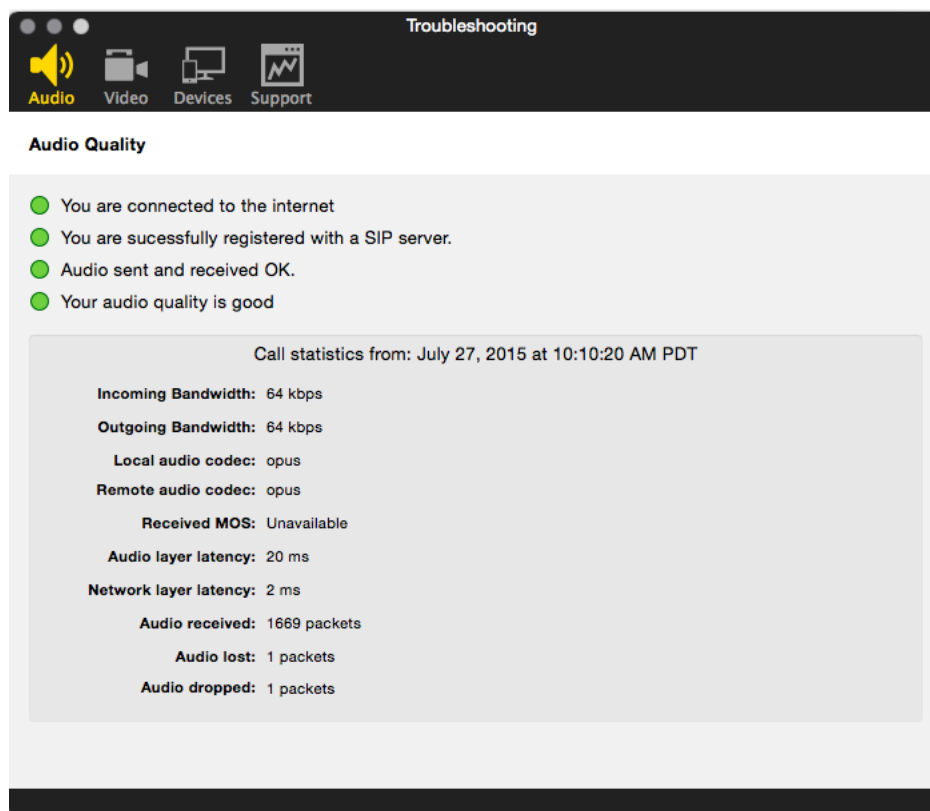 Troubleshooting
Audio Video Devices Support
Audio Quality
You are connected to the internet
You are sucessfully registered with a SIP server.
Audio sent and received OK.
Your audio quality is good
Call statistics from: July 27, 2015 at 10:10:20 AM PDT
Incoming Bandwidth: 64 kbps
Outgoing Bandwidth: 64 kbps
Local audio codec: opus
Remote audio codec: opus
Received MOS: Unavailable
Audio layer latency: 20 ms
Network layer latency: 2 ms
Audio received: 1669 packets
Audio lost: 1 packets
Audio dropped: 1 packets